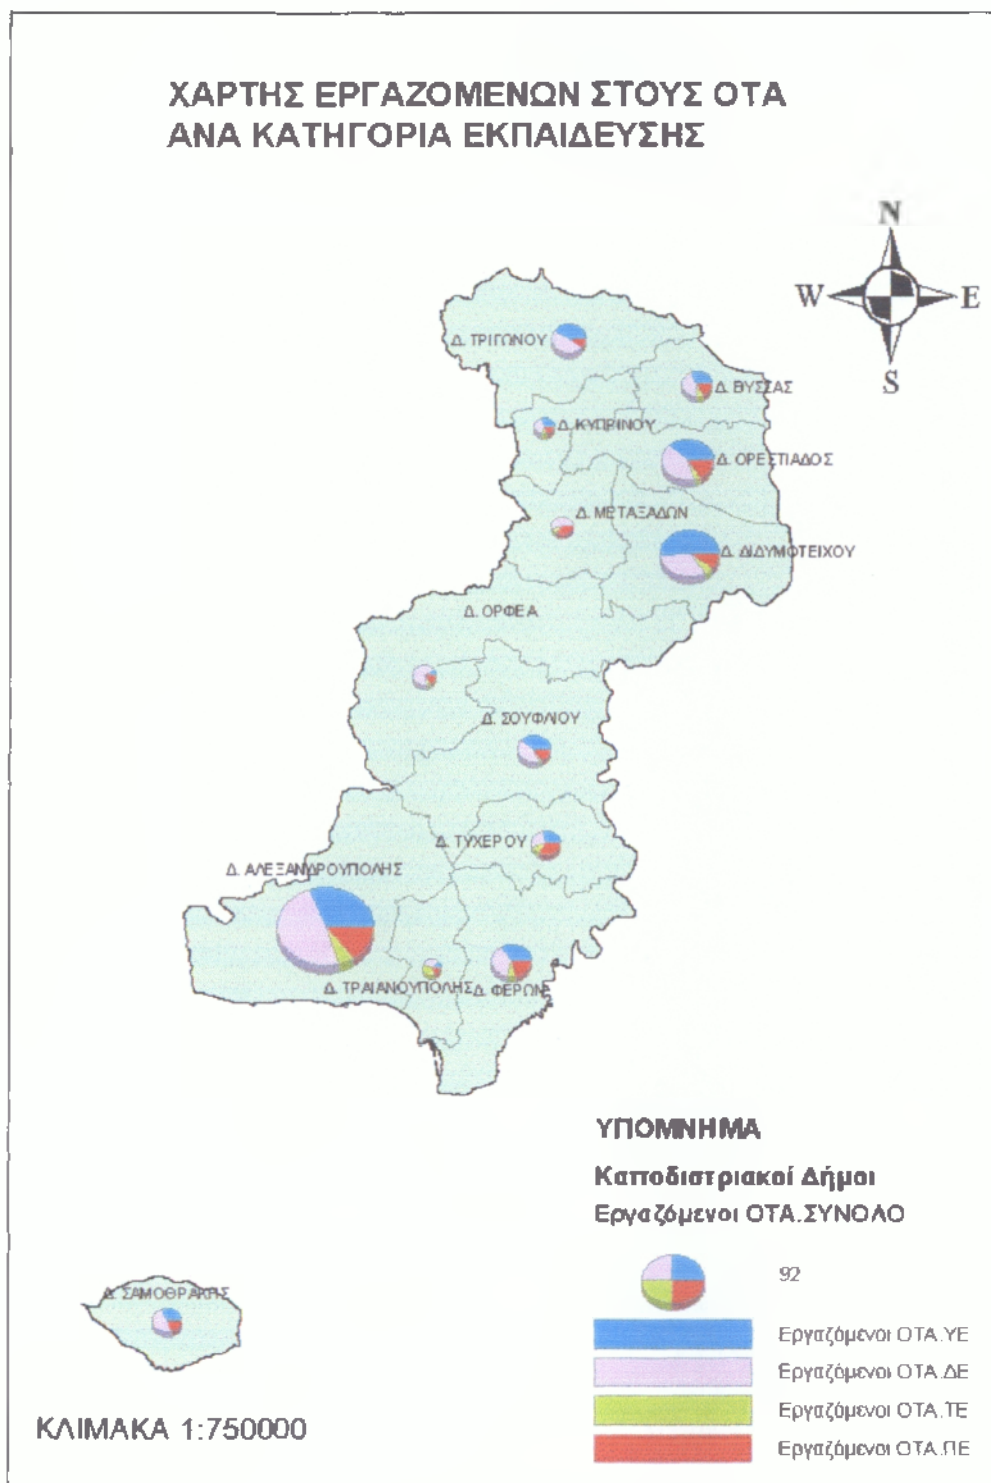 ΧΑΡΤΗΣ ΕΡΓΑΖΟΜΕΝΩΝ ΣΤΟΥΣ ΟΤΑ
ΑΝΑ ΚΑΤΗΓΟΡΙΑ ΕΚΠΑΙΔΕΥΣΗΣ
N
W E
S
Δ. ΤΡΙΓΩΝΟΥ
Δ. ΒΥΣΣΑΣ
Δ. ΚΥΠΡΙΝΟΥ
Δ. ΟΡΕΣΤΙΑΔΟΣ
Δ. ΜΕΤΑΞΑΔΩΝ
Δ. ΔΙΔΥΜΟΤΕΙΧΟΥ
Δ. ΟΡΦΕΑ
Δ. ΣΟΥΦΛΙΟΥ
Δ. ΤΥΧΕΡΟΥ
Δ. ΑΛΕΞΑΝΔΡΟΥΠΟΛΗΣ
Δ. ΤΡΑΙΑΝΟΥΠΟΛΗΣ Δ. ΦΕΡΩΝ
ΥΠΟΜΝΗΜΑ
Καποδιστριακοί Δήμοι
Εργαζόμενοι ΟΤΑ.ΣΥΝΟΛΟ
92
Εργαζόμενοι ΟΤΑ.ΥΕ
Εργαζόμενοι ΟΤΑ.ΔΕ
Εργαζόμενοι ΟΤΑ.ΤΕ
Εργαζόμενοι ΟΤΑ.ΠΕ
Δ. ΣΑΜΟΘΡΑΚΗΣ
ΚΛΙΜΑΚΑ 1:750000